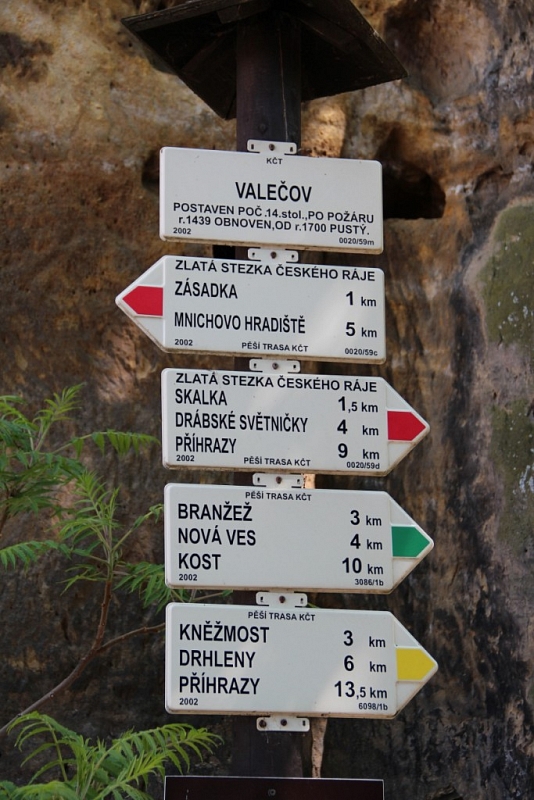 KČT
VALEČOV
POSTAVEN POČ.14.stol.,PO POŽÁRU
r.1439 OBNOVEN,OD r.1700 PUSTÝ.
2002 0020/59m
ZLATÁ STEZKA ČESKÉHO RÁJE
ZÁSADKA 1 km
MNICHOVO HRADIŠTĚ 5 km
2002 PĚŠÍ TRASA KČT 0020/59c
ZLATÁ STEZKA ČESKÉHO RÁJE
SKALKA 1,5 km
DRÁBSKÉ SVĚTNIČKY 4 km
PŘÍHRAZY 9 km
2002 PĚŠÍ TRASA KČT 0020/59d
PĚŠÍ TRASA KČT
BRANŽEŽ 3 km
NOVÁ VES 4 km
KOST 10 km
2002 3086/1b
PĚŠÍ TRASA KČT
KNĚŽMOST 3 km
DRHLENY 6 km
PŘÍHRAZY 13,5 km
2002 6098/1b